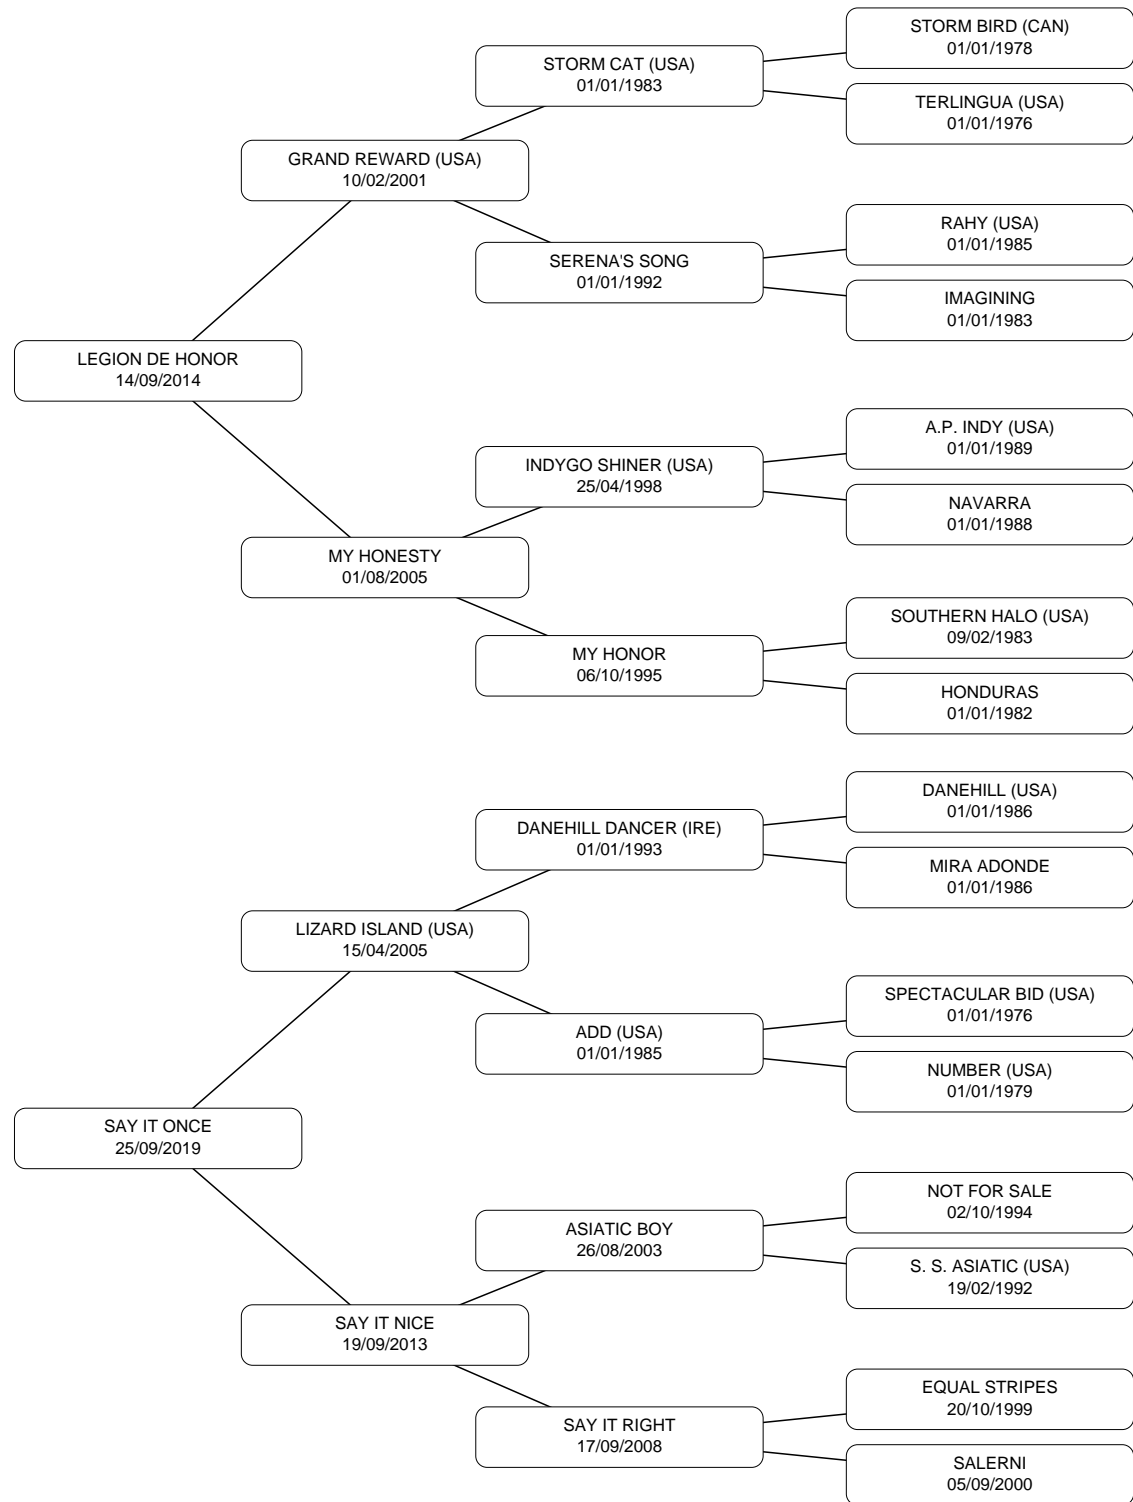 STORM BIRD (CAN)
01/01/1978
STORM CAT (USA)
01/01/1983
TERLINGUA (USA)
01/01/1976
GRAND REWARD (USA)
10/02/2001
RAHY (USA)
01/01/1985
SERENA'S SONG
01/01/1992
IMAGINING
01/01/1983
LEGION DE HONOR
14/09/2014
A.P. INDY (USA)
01/01/1989
INDYGO SHINER (USA)
25/04/1998
NAVARRA
01/01/1988
MY HONESTY
01/08/2005
SOUTHERN HALO (USA)
09/02/1983
MY HONOR
06/10/1995
HONDURAS
01/01/1982
DANEHILL (USA)
01/01/1986
DANEHILL DANCER (IRE)
01/01/1993
MIRA ADONDE
01/01/1986
LIZARD ISLAND (USA)
15/04/2005
SPECTACULAR BID (USA)
01/01/1976
ADD (USA)
01/01/1985
NUMBER (USA)
01/01/1979
SAY IT ONCE
25/09/2019
NOT FOR SALE
02/10/1994
ASIATIC BOY
26/08/2003
S. S. ASIATIC (USA)
19/02/1992
SAY IT NICE
19/09/2013
EQUAL STRIPES
20/10/1999
SAY IT RIGHT
17/09/2008
SALERNI
05/09/2000